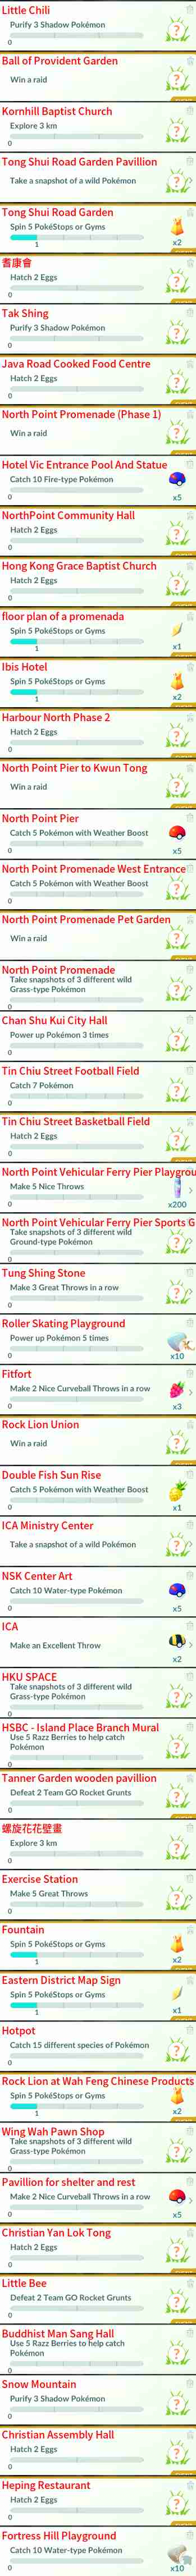 Little Chili
Purify 3 Shadow Pokémon
0
Ball of Provident Garden
Win a raid
Kornhill Baptist Church
Explore 3 km
0
Tong Shui Road Garden Pavillion
Take a snapshot of a wild Pokémon
Tong Shui Road Garden
Spin 5 PokéStops or Gyms
1
x2
耆康會
Hatch 2 Eggs
0
Tak Shing
Purify 3 Shadow Pokémon
0
Java Road Cooked Food Centre
Hatch 2 Eggs
0
North Point Promenade (Phase 1)
Win a raid
Hotel Vic Entrance Pool And Statue
Catch 10 Fire-type Pokémon
0
x5
NorthPoint Community Hall
Hatch 2 Eggs
0
Hong Kong Grace Baptist Church
Hatch 2 Eggs
0
floor plan of a promenada
Spin 5 PokéStops or Gyms
1
x1
Ibis Hotel
Spin 5 PokéStops or Gyms
1
x2
Harbour North Phase 2
Hatch 2 Eggs
0
North Point Pier to Kwun Tong
Win a raid
North Point Pier
Catch 5 Pokémon with Weather Boost
0
x5
North Point Promenade West Entrance
Catch 5 Pokémon with Weather Boost
0
North Point Promenade Pet Garden
Win a raid
North Point Promenade
Take snapshots of 3 different wild
Grass-type Pokémon
0
Chan Shu Kui City Hall
Power up Pokémon 3 times
0
Tin Chiu Street Football Field
Catch 7 Pokémon
0
Tin Chiu Street Basketball Field
Hatch 2 Eggs
0
North Point Vehicular Ferry Pier Playgrou
Make 5 Nice Throws
0
x200
North Point Vehicular Ferry Pier Sports G
Take snapshots of 3 different wild
Ground-type Pokémon
0
Tung Shing Stone
Make 3 Great Throws in a row
0
Roller Skating Playground
Power up Pokémon 5 times
0
x10
Fitfort
Make 2 Nice Curveball Throws in a row
0
x3
Rock Lion Union
Win a raid
Double Fish Sun Rise
Catch 5 Pokémon with Weather Boost
0
x1
ICA Ministry Center
Take a snapshot of a wild Pokémon
NSK Center Art
Catch 10 Water-type Pokémon
0
x5
ICA
Make an Excellent Throw
x2
HKU SPACE
Take snapshots of 3 different wild
Grass-type Pokémon
0
HSBC - Island Place Branch Mural
Use 5 Razz Berries to help catch
Pokémon
0
Tanner Garden wooden pavillion
Defeat 2 Team GO Rocket Grunts
0
螺旋花花壁畫
Explore 3 km
0
Exercise Station
Make 5 Great Throws
0
Fountain
Spin 5 PokéStops or Gyms
1
x2
Eastern District Map Sign
Spin 5 PokéStops or Gyms
1
x1
Hotpot
Catch 15 different species of Pokémon
0
Rock Lion at Wah Feng Chinese Products
Spin 5 PokéStops or Gyms
1
x2
Wing Wah Pawn Shop
Take snapshots of 3 different wild
Grass-type Pokémon
0
Pavillion for shelter and rest
Make 2 Nice Curveball Throws in a row
0
x5
Christian Yan Lok Tong
Hatch 2 Eggs
0
Little Bee
Defeat 2 Team GO Rocket Grunts
0
Buddhist Man Sang Hall
Use 5 Razz Berries to help catch
Pokémon
0
Snow Mountain
Purify 3 Shadow Pokémon
0
Christian Assembly Hall
Hatch 2 Eggs
0
Heping Restaurant
Hatch 2 Eggs
0
Fortress Hill Playground
Catch 10 Water-type Pokémon
0
x10